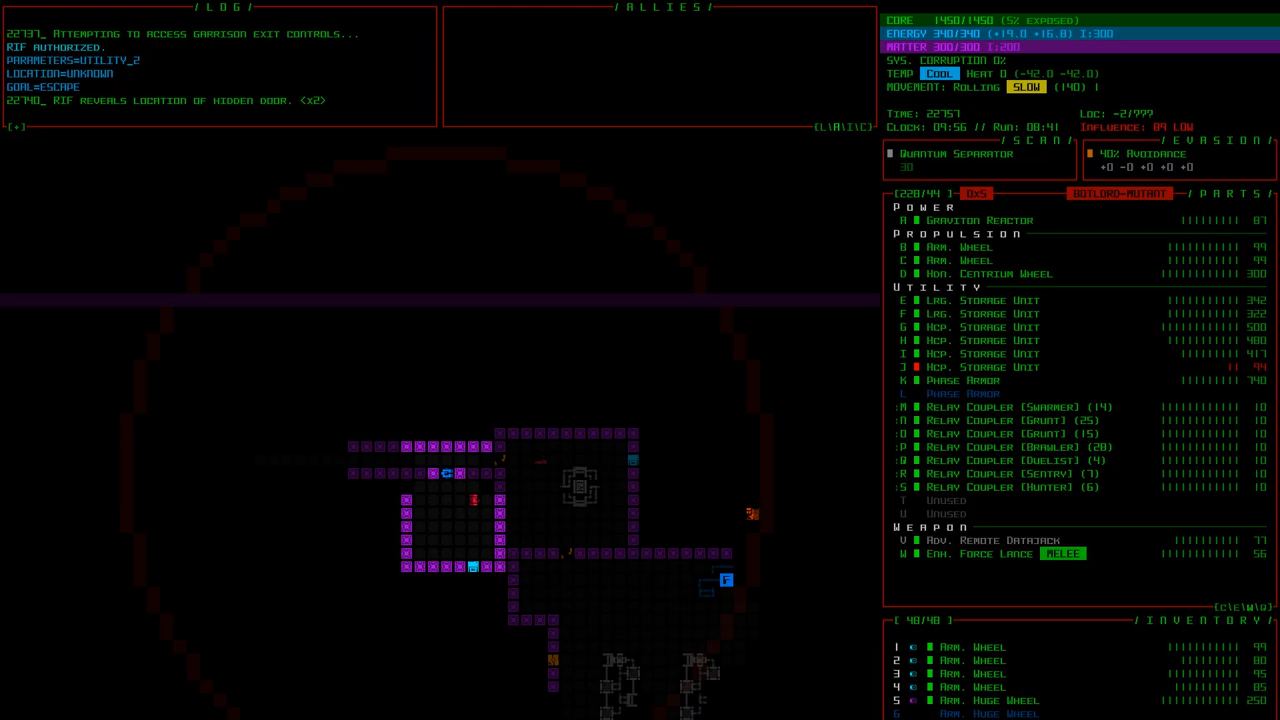 / L O G /
22737_ Attempting to access garrison exit controls...
RIF authorized.
PARAMETERS=UTILITY_2
LOCATION=UNKNOWN
GOAL=ESCAPE
22740_ RIF reveals location of hidden door. <x2>
[+]
/ A L L I E S /
(L\A\I\C)
CORE 1450/1450 (5% exposed)
ENERGY 340/340 (+19.0 +16.8) I:300
MATTER 300/300 I:200
SYS. CORRUPTION 0%
TEMP Cool Heat 0 (-42.0 -42.0)
MOVEMENT: Rolling SLOW (140) 1
Time: 22757 Loc: -2/???
Clock: 09:56 // Run: 08:41 Influence: 89 LOW
/ S C A N /
Quantum Separator
30
/ E V A S I O N /
40% Avoidance
+0 -0 +0 +0 +0
[228/44 ] 0x5 BOTLORD-MUTANT / P A R T S /
P o w e r
A Graviton Reactor 87
P r o p u l s i o n
B Arm. Wheel 99
C Arm. Wheel 99
D Hdn. Centrium Wheel 300
U t i l i t y
E Lrg. Storage Unit 342
F Lrg. Storage Unit 322
G Hcp. Storage Unit 500
H Hcp. Storage Unit 480
I Hcp. Storage Unit 417
J Hcp. Storage Unit 94
K Phase Armor 740
L Phase Armor
:M Relay Coupler [Swarmer] (14) 10
:N Relay Coupler [Grunt] (25) 10
:O Relay Coupler [Grunt] (15) 10
:P Relay Coupler [Brawler] (28) 10
:Q Relay Coupler [Duelist] (4) 10
:R Relay Coupler [Sentry] (7) 10
:S Relay Coupler [Hunter] (6) 10
T Unused
U Unused
W e a p o n
V Adv. Remote Datajack 77
W Enh. Force Lance MELEE 56
(C\E\W\Q)
[ 48/48 ] / I N V E N T O R Y /
1 Arm. Wheel 99
2 Arm. Wheel 80
3 Arm. Wheel 95
4 Arm. Wheel 85
5 Arm. Huge Wheel 250
6 Arm. Huge Wheel
F